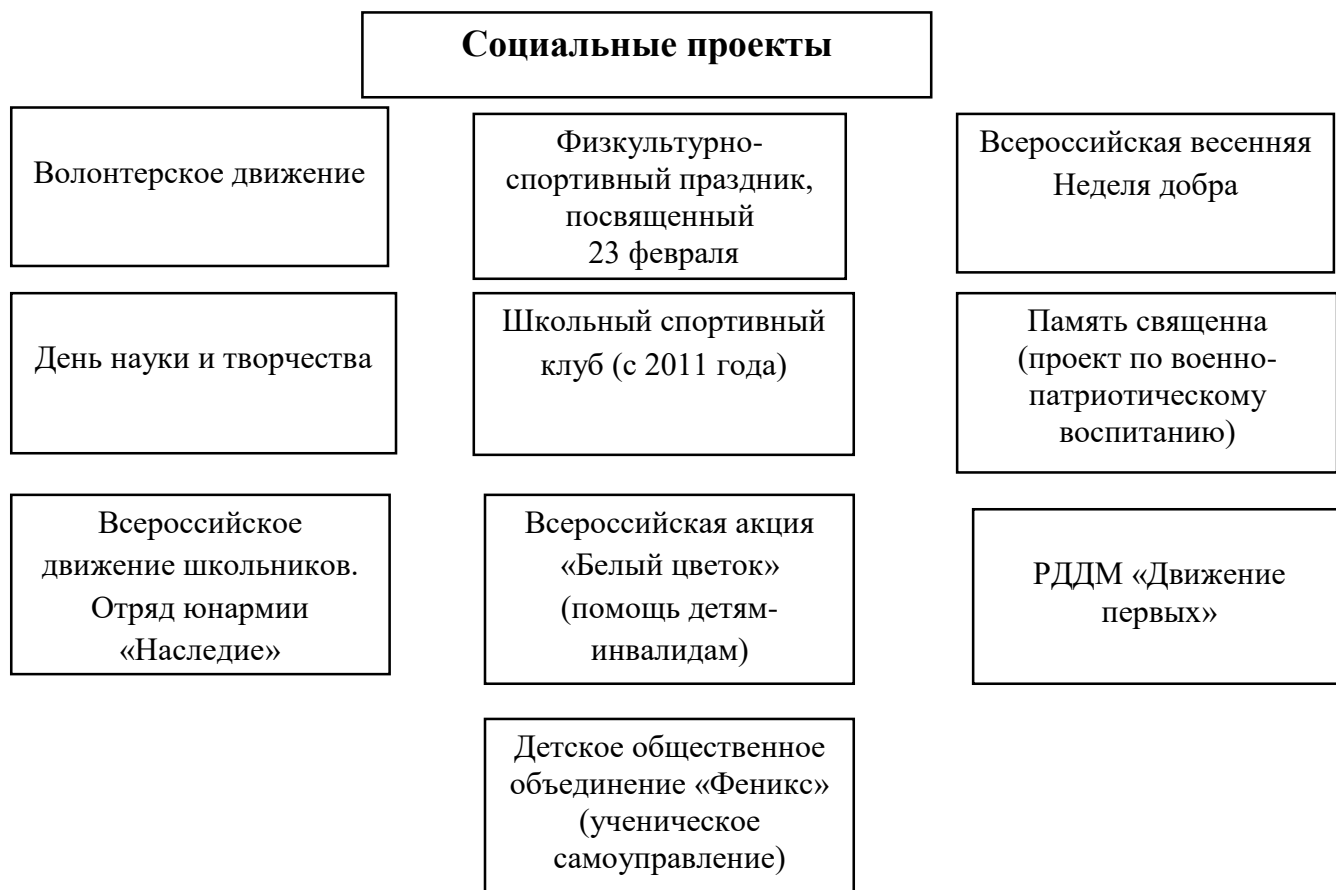 Социальные проекты
Волонтерское движение
Физкультурно-
спортивный праздник,
посвященный
23 февраля
Всероссийская весенняя
Неделя добра
День науки и творчества
Школьный спортивный
клуб (с 2011 года)
Память священна
(проект по военно-
патриотическому
воспитанию)
Всероссийское
движение школьников.
Отряд юнармии
«Наследие»
Всероссийская акция
«Белый цветок»
(помощь детям-
инвалидам)
РДДМ «Движение
первых»
Детское общественное
объединение «Феникс»
(ученическое
самоуправление)